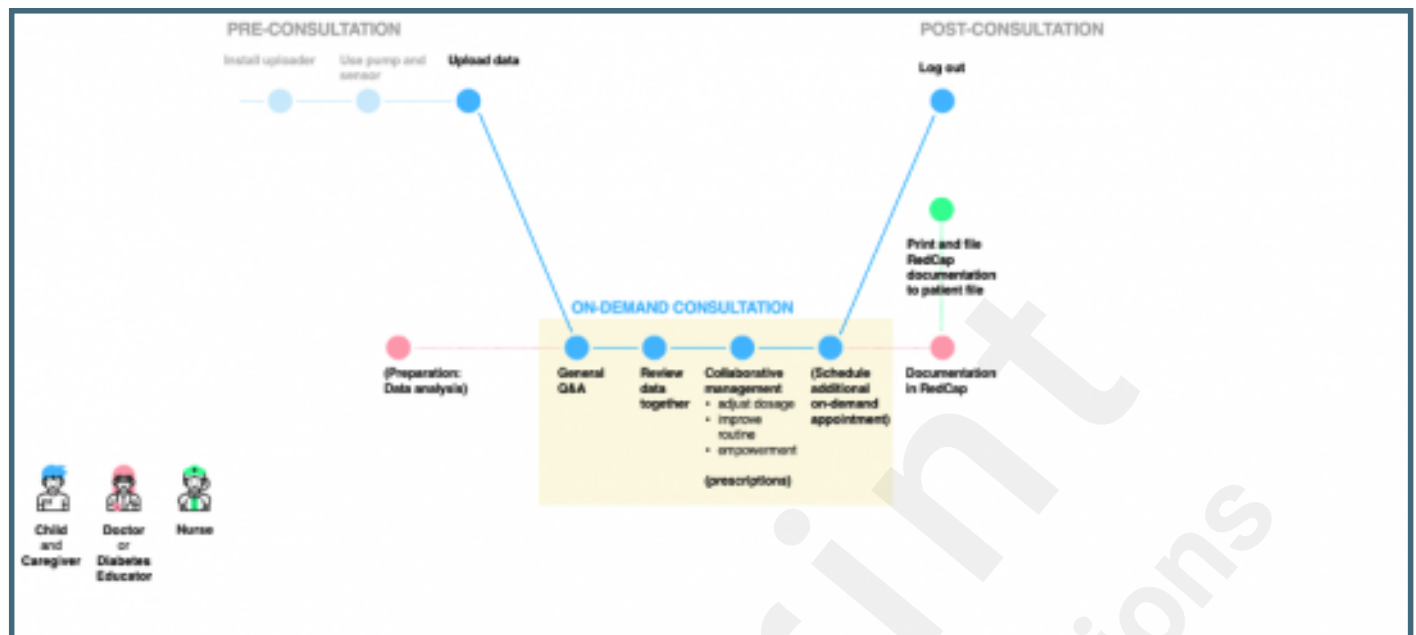 PRE-CONSULTATION
POST-CONSULTATION
Install uploader
Use pump and
sensor
Upload data
Log out
Print and file
RedCap
documentation
to patient file
ON-DEMAND CONSULTATION
(Preparation:
Data analysis)
General
Q&A
Review
data
together
Collaborative
management
• adjust dosage
• improve
routine
• empowerment
(prescriptions)
(Schedule
additional
on-demand
appointment)
Documentation
in RedCap
Child
and
Caregiver
Doctor
or
Diabetes
Educator
Nurse
int
ions